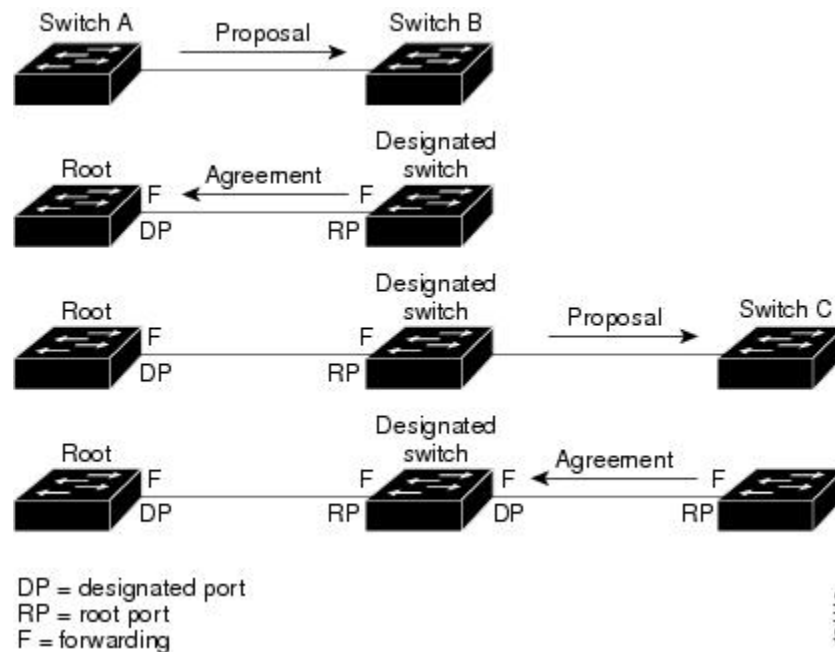 Switch A
Proposal
Switch B
Root
F
Agreement
F
Designated
switch
DP
RP
Root
F
Designated
switch
F
Proposal
Switch C
DP
RP
Root
F
Designated
switch
F
F
Agreement
F
DP
RP
DP
RP
DP = designated port
RP = root port
F = forwarding